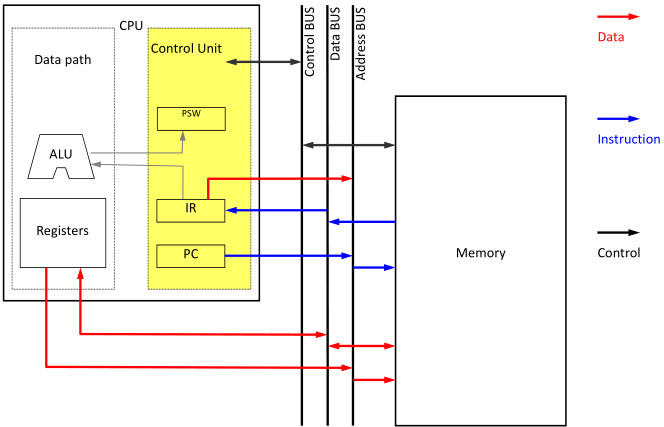 CPU
Data path
Control Unit
PSW
ALU
IR
Registers
PC
Control BUS
Data BUS
Address BUS
Memory
Data
Instruction
Control